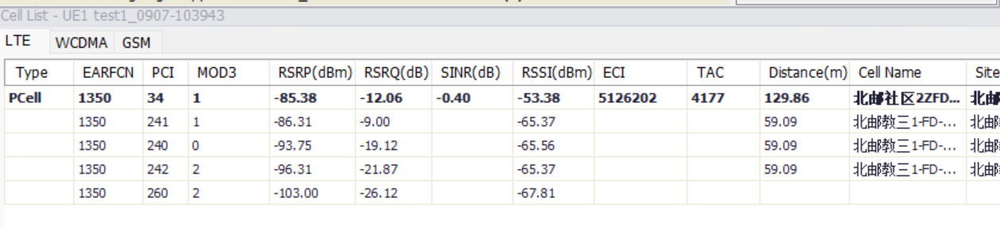 Cell List - UE1 test1_0907-103943
LTE WCDMA GSM
Type EARFCN PCI MOD3 RSRP(dBm) RSRQ(dB) SINR(dB) RSSI(dBm) ECI TAC Distance(m) Cell Name Site
PCell 1350 34 1 -85.38 -12.06 -0.40 -53.38 5126202 4177 129.86 北邮社区2ZFD... 北邮
1350 241 1 -86.31 -9.00 -65.37 59.09 北邮教三1-FD-... 北邮
1350 240 0 -93.75 -19.12 -65.56 59.09 北邮教三1-FD-... 北邮
1350 242 2 -96.31 -21.87 -65.37 59.09 北邮教三1-FD-... 北邮
1350 260 2 -103.00 -26.12 -67.81